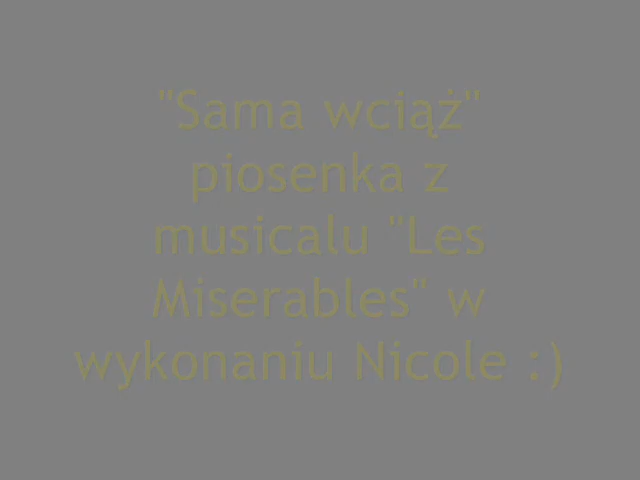 "Sama wciąż"
piosenka z
musicalu "Les
Miserables" w
wykonaniu Nicole :)